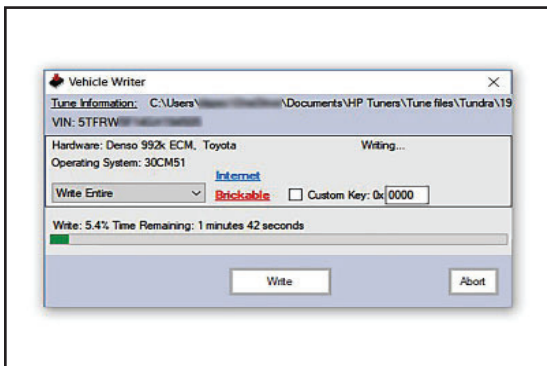 Vehicle Writer
Tune Information: C:\Users\ \Documents\HP Tuners\Tune files\Tundra\19
VIN: 5TFRW
Hardware: Denso 992k ECM, Toyota Writing...
Operating System: 30CM51
Internet
Write Entire Brickable Custom Key: 0x 0000
Write: 5.4% Time Remaining: 1 minutes 42 seconds
Write Abort